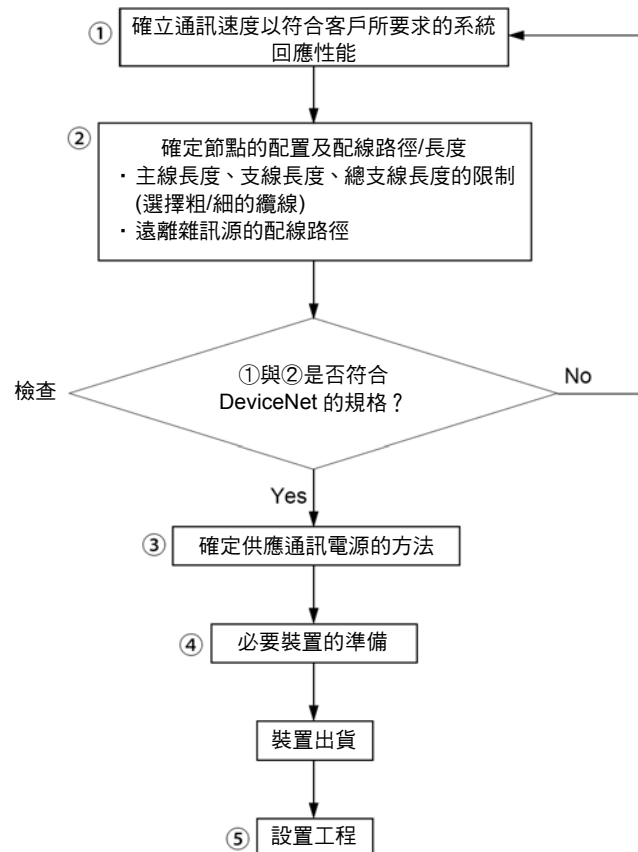 ① 確立通訊速度以符合客戶所要求的系統
回應性能
② 確定節點的配置及配線路徑/長度
・主線長度、支線長度、總支線長度的限制
(選擇粗/細的纜線)
・遠離雜訊源的配線路徑
①與②是否符合
檢查 DeviceNet 的規格？ No
Yes
③ 確定供應通訊電源的方法
④ 必要裝置的準備
裝置出貨
⑤ 設置工程